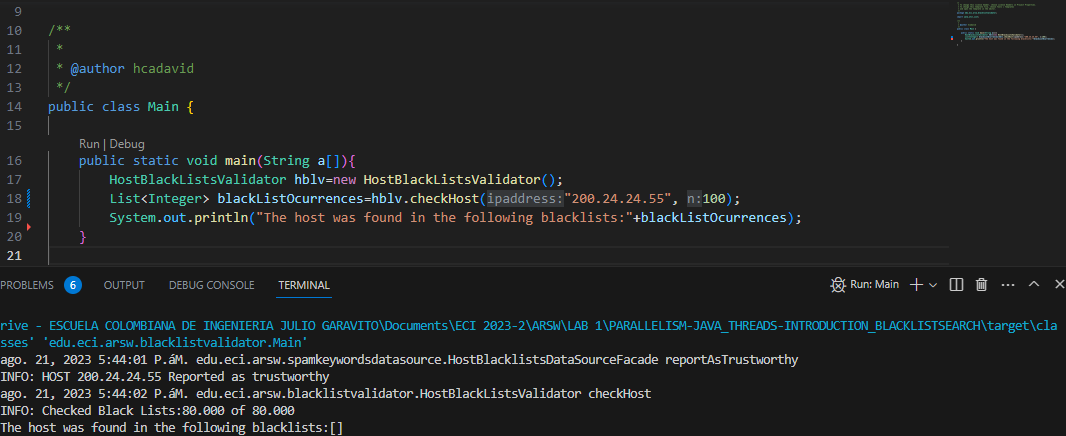 9
10 /**
11 *
12 * @author hcadavid
13 */
14 public class Main {
15
Run | Debug
16 public static void main(String a[]){
17 HostBlackListsValidator hblv=new HostBlackListsValidator();
18 List<Integer> blackListOcurrences=hblv.checkHost(ipaddress:"200.24.24.55", n:100);
19 System.out.println("The host was found in the following blacklists:"+blackListOcurrences);
20 }
21
PROBLEMS 6 OUTPUT DEBUG CONSOLE TERMINAL Run: Main
rive - ESCUELA COLOMBIANA DE INGENIERIA JULIO GARAVITO\Documents\ECI 2023-2\ARSW\LAB 1\PARALLELISM-JAVA_THREADS-INTRODUCTION_BLACKLISTSEARCH\target\cla
sses' 'edu.eci.arsw.blacklistvalidator.Main'
ago. 21, 2023 5:44:01 P.áM. edu.eci.arsw.spamkeywordsdatasource.HostBlacklistsDataSourceFacade reportAsTrustworthy
INFO: HOST 200.24.24.55 Reported as trustworthy
ago. 21, 2023 5:44:02 P.áM. edu.eci.arsw.blacklistvalidator.HostBlackListsValidator checkHost
INFO: Checked Black Lists:80.000 of 80.000
The host was found in the following blacklists:[]